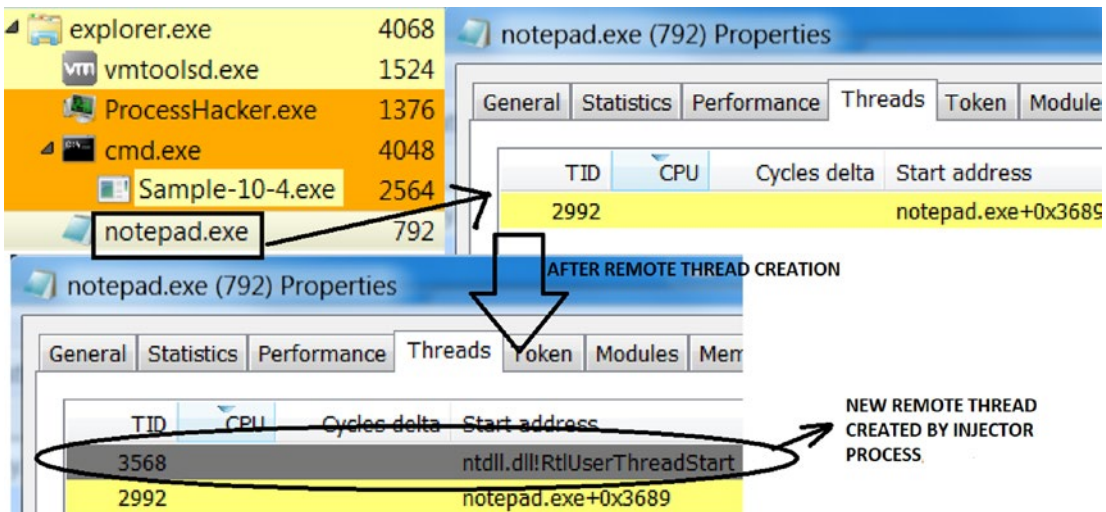 explorer.exe 4068
vmtoolsd.exe 1524
ProcessHacker.exe 1376
cmd.exe 4048
Sample-10-4.exe 2564
notepad.exe 792
notepad.exe (792) Properties
General Statistics Performance Threads Token Module
TID CPU Cycles delta Start address
2992 notepad.exe+0x3689
AFTER REMOTE THREAD CREATION
notepad.exe (792) Properties
General Statistics Performance Threads Token Modules Mem
TID CPU Cycles delta Start address
3568 ntdll.dll!RtlUserThreadStart
2992 notepad.exe+0x3689
NEW REMOTE THREAD
CREATED BY INJECTOR
PROCESS